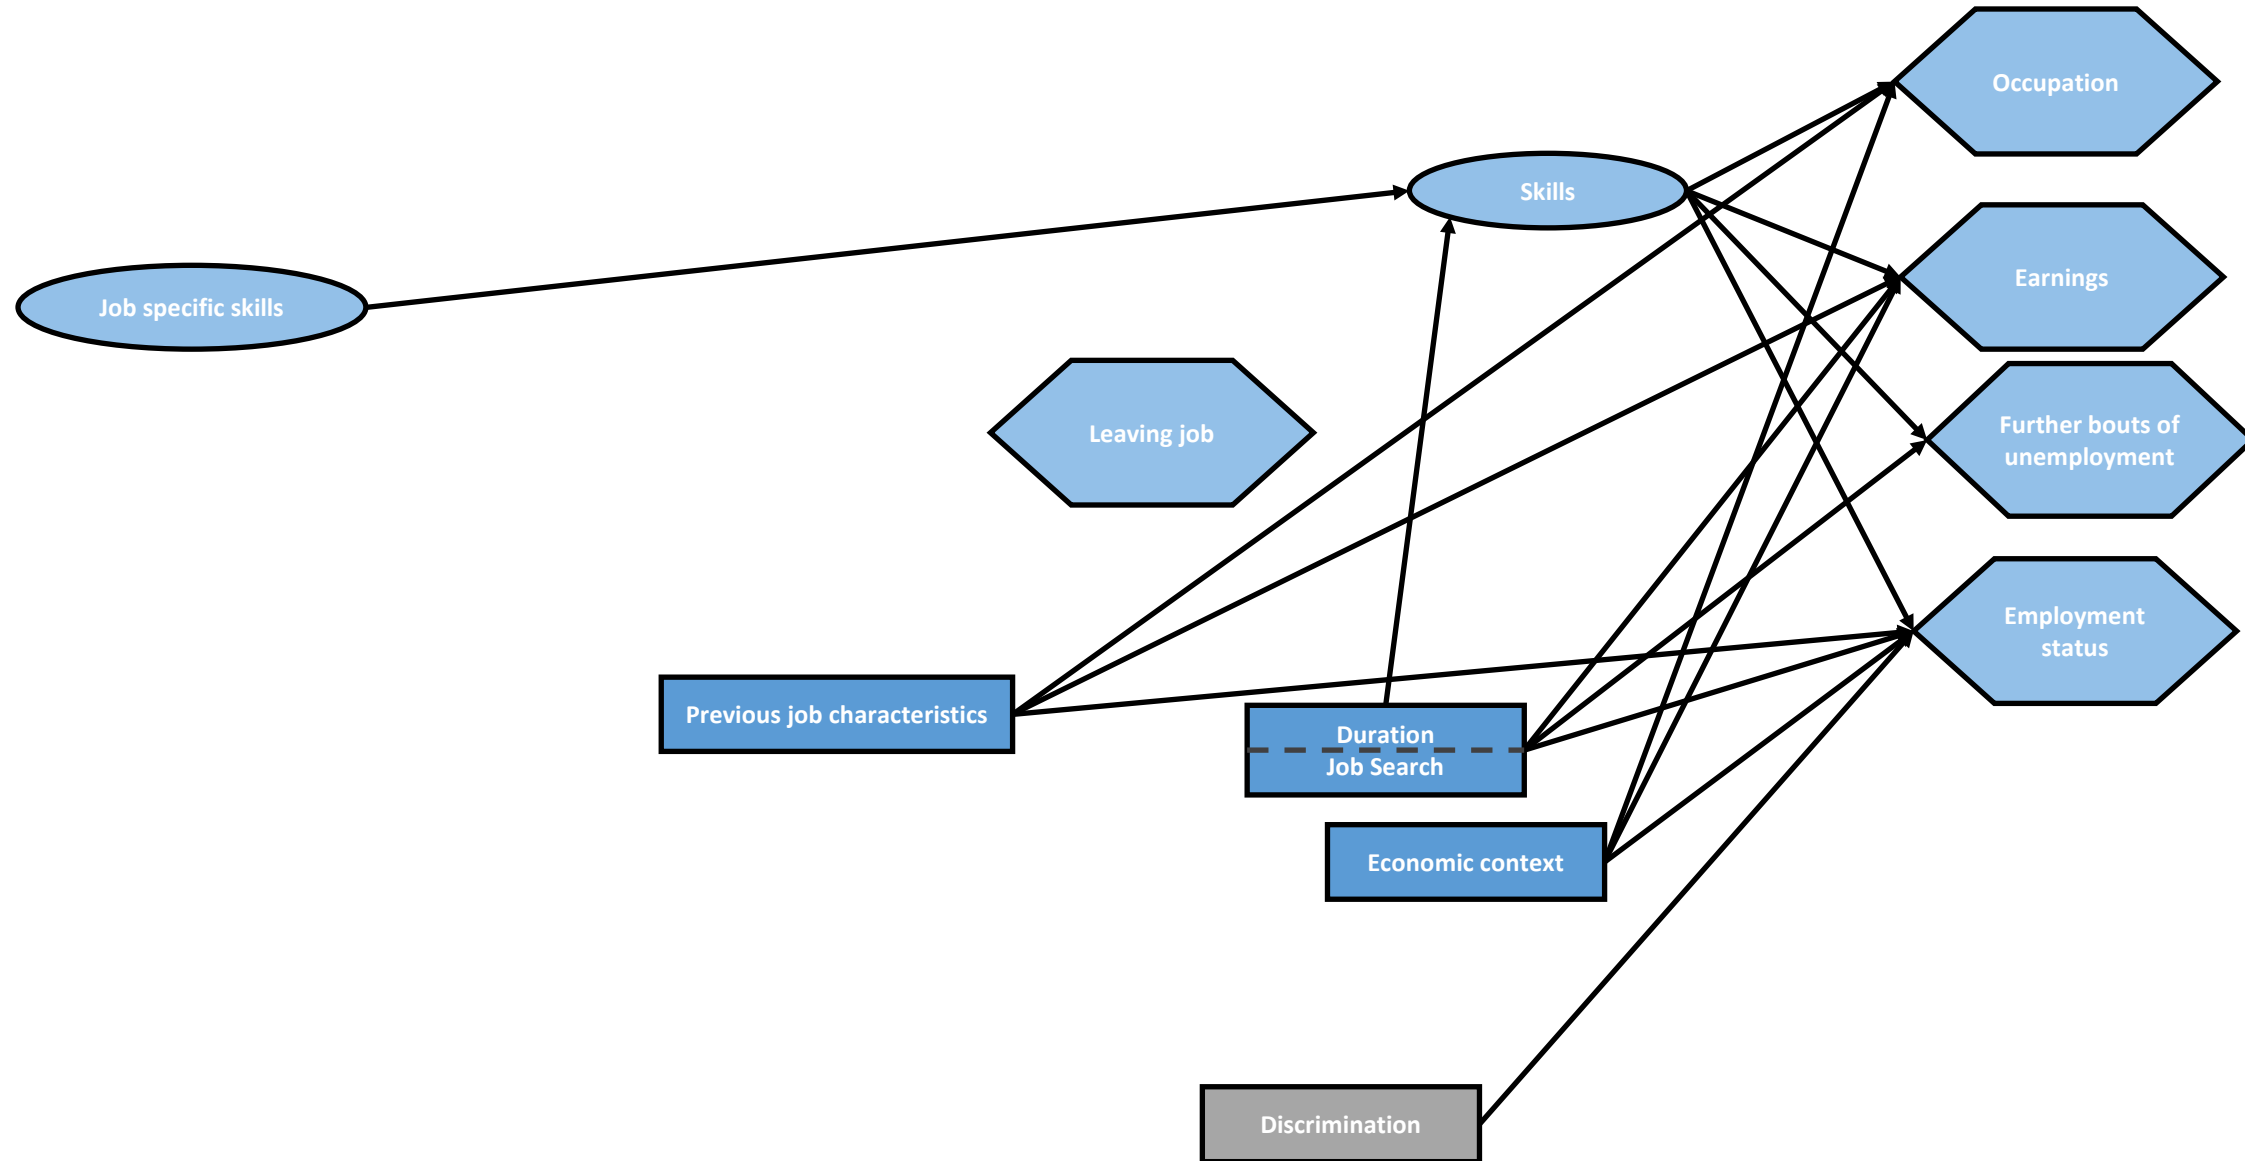 Occupation
Skills
Earnings
Job specific skills
Leaving job
Further bouts of
unemployment
Employment
status
Previous job characteristics
Duration
Job Search
Economic context
Discrimination